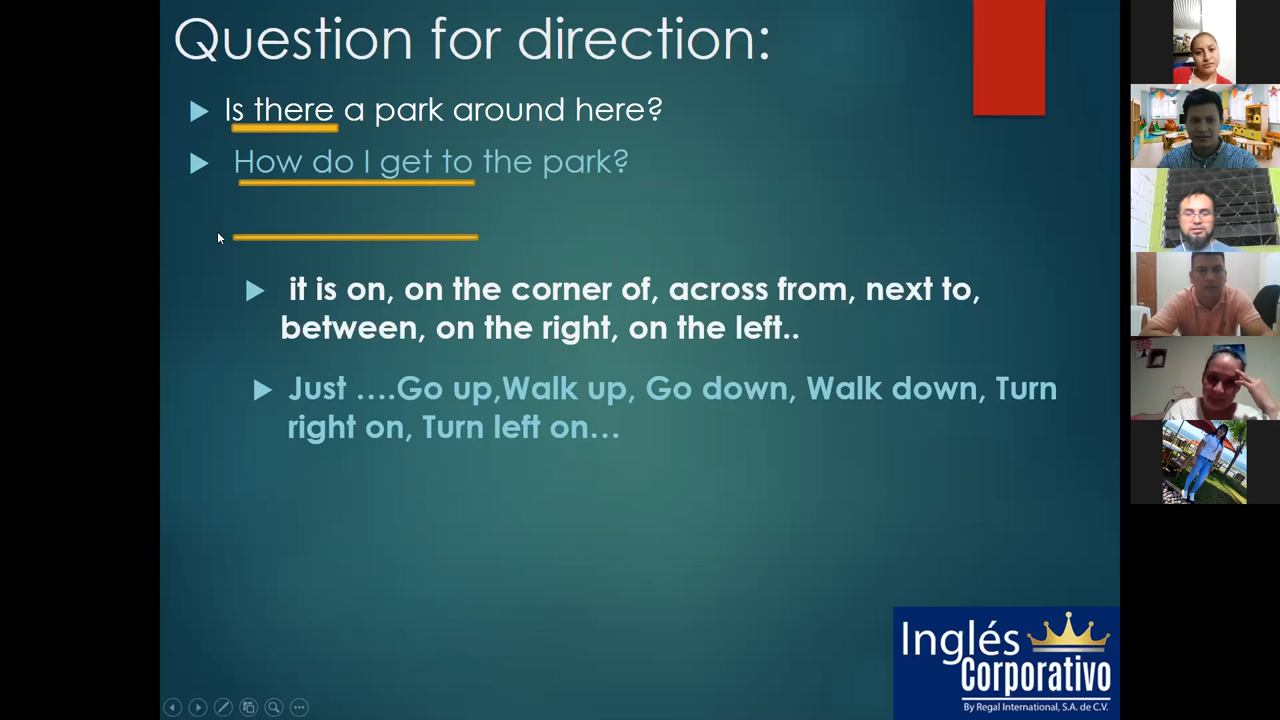 Question for direction:
Is there a park around here?
How do I get to the park?
it is on, on the corner of, across from, next to,
between, on the right, on the left..
Just ....Go up,Walk up, Go down, Walk down, Turn
right on, Turn left on...
Inglés
Corporativo
By Regal International, S.A. de C.V.